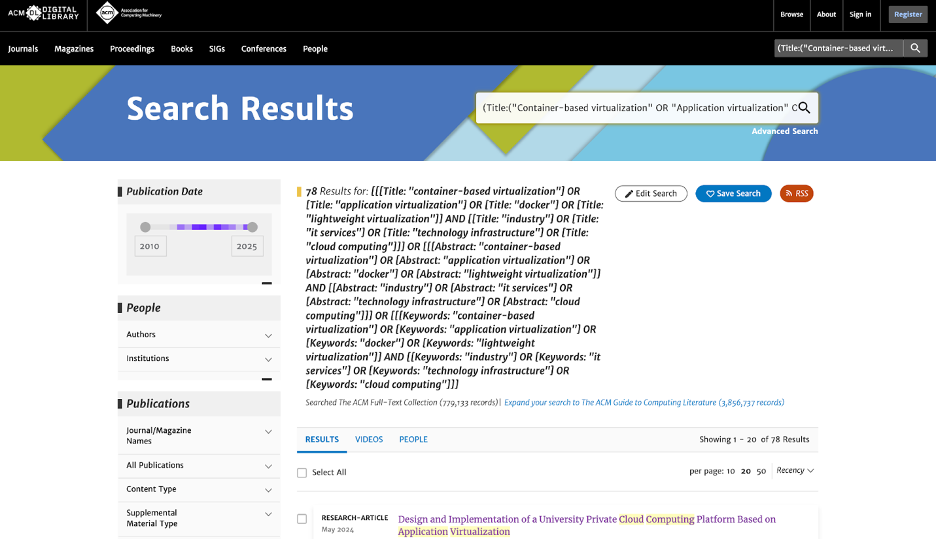 ACM DL DIGITAL LIBRARY
acm Association for Computing Machinery
Browse About Sign in Register
Journals Magazines Proceedings Books SIGs Conferences People
(Title:("Container-based virt...
Search Results
(Title:("Container-based virtualization" OR "Application virtualization" O
Advanced Search
Publication Date
2010 2025
People
Authors
Institutions
Publications
Journal/Magazine
Names
All Publications
Content Type
Supplemental
Material Type
78 Results for: {[[[Title: "container-based virtualization"] OR
[Title: "application virtualization"] OR [Title: "docker"] OR [Title:
"lightweight virtualization"]] AND [[Title: "industry"] OR [Title:
"it services"] OR [Title: "technology infrastructure"] OR [Title:
"cloud computing"]]] OR [[[Abstract: "container-based
virtualization"] OR [Abstract: "application virtualization"] OR
[Abstract: "docker"] OR [Abstract: "lightweight virtualization"]]
AND [[Abstract: "industry"] OR [Abstract: "it services"] OR
[Abstract: "technology infrastructure"] OR [Abstract: "cloud
computing"]]] OR [[[Keywords: "container-based
virtualization"] OR [Keywords: "application virtualization"] OR
[Keywords: "docker"] OR [Keywords: "lightweight
virtualization"]] AND [[Keywords: "industry"] OR [Keywords: "it
services"] OR [Keywords: "technology infrastructure"] OR
[Keywords: "cloud computing"]]]
Edit Search Save Search RSS
Searched The ACM Full-Text Collection (779,133 records)| Expand your search to The ACM Guide to Computing Literature (3,856,737 records)
RESULTS VIDEOS PEOPLE
Showing 1 - 20 of 78 Results
Select All
per page: 10 20 50 Recency
RESEARCH-ARTICLE
May 2024
Design and Implementation of a University Private Cloud Computing Platform Based on
Application Virtualization